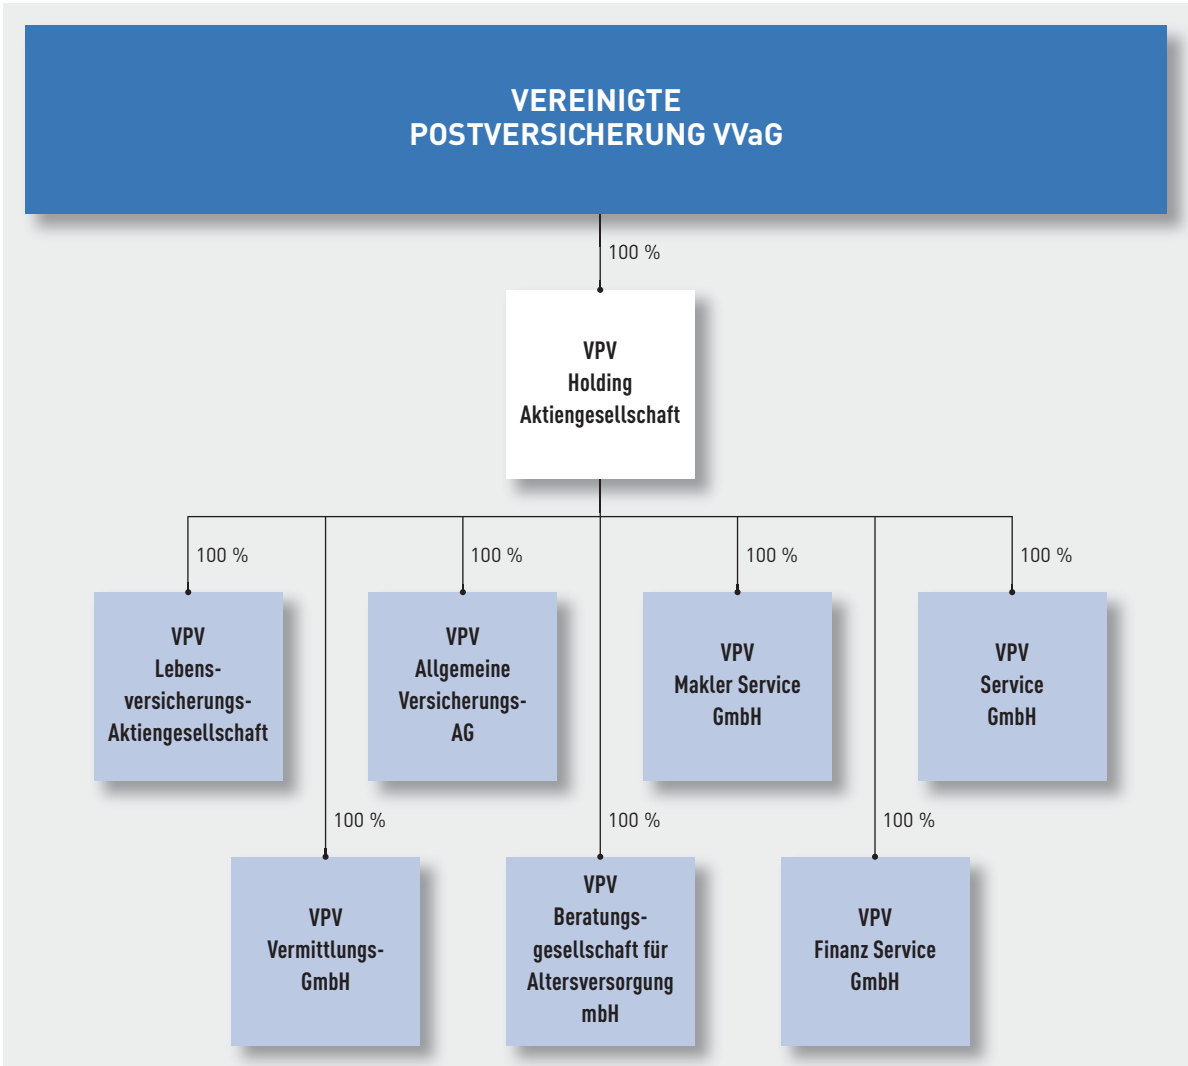 VEREINIGTE
POSTVERSICHERUNG VVaG
100 %
VPV
Holding
Aktiengesellschaft
100 %
100 %
100 %
100 %
VPV
Lebens-
versicherungs-
Aktiengesellschaft
VPV
Allgemeine
Versicherungs-
AG
VPV
Makler Service
GmbH
VPV
Service
GmbH
100 %
100 %
100 %
VPV
Vermittlungs-
GmbH
VPV
Beratungs-
gesellschaft für
Altersversorgung
mbH
VPV
Finanz Service
GmbH